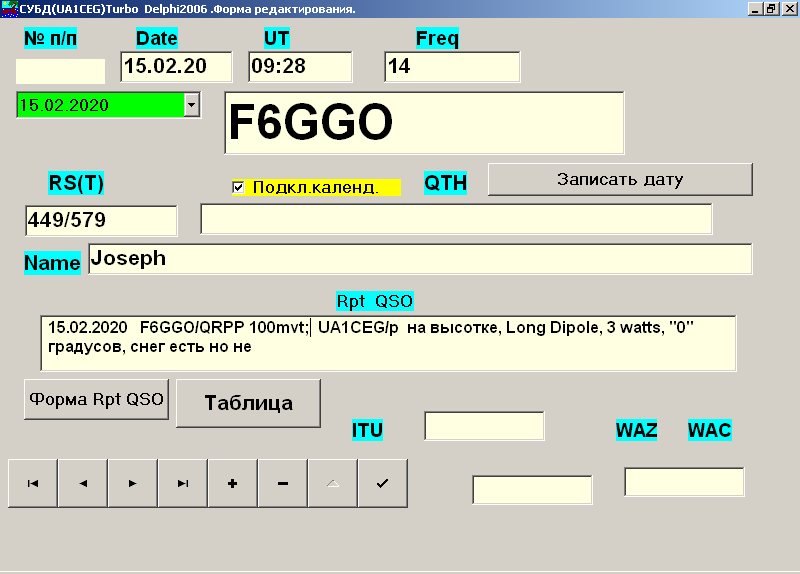 СУБД(UA1CEG)Turbo Delphi2006 .Форма редактирования.
№ п/п Date UT Freq
15.02.20 09:28 14
15.02.2020
F6GGO
RS(T) Подкл.календ. QTH Записать дату
449/579
Name Joseph
Rpt QSO
15.02.2020 F6GGO/QRPP 100mvt; UA1CEG/p на высотке, Long Dipole, 3 watts, "0"
градусов, снег есть но не
Форма Rpt QSO Таблица
ITU WAZ WAC